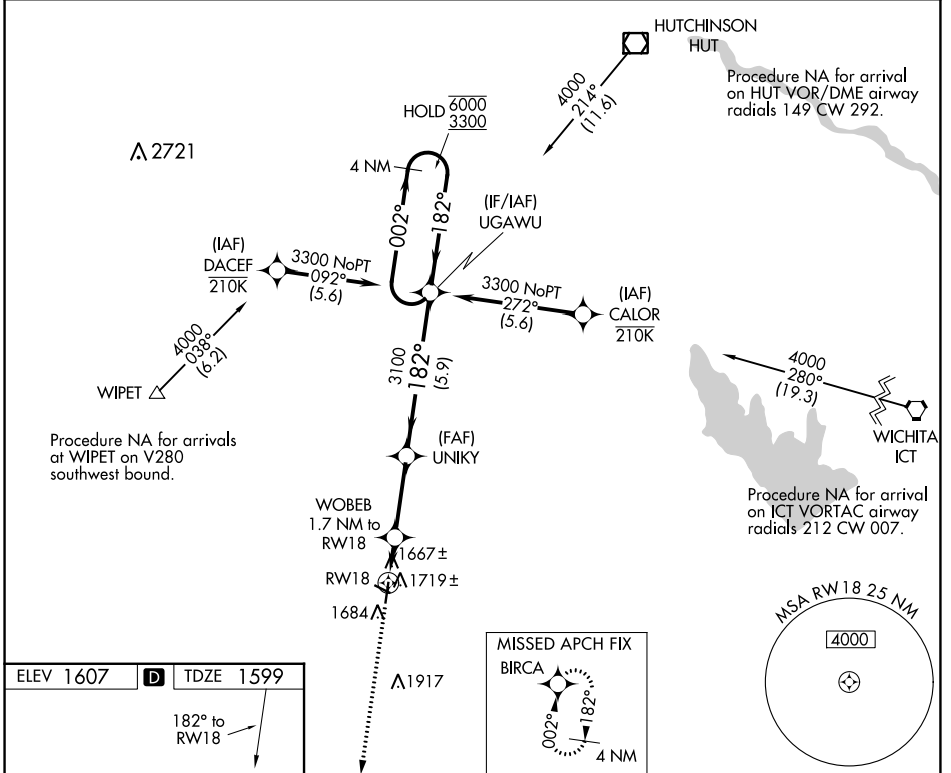 HUTCHINSON
HUT
Procedure NA for arrival
on HUT VOR/DME airway
radials 149 CW 292.
4000
214°
(11.6)
HOLD 6000
3300
4 NM
2721
002°
182°
(IF/IAF)
UGAWU
(IAF)
DACEF
210K
3300 NoPT
092°
(5.6)
3300 NoPT
272°
(5.6)
(IAF)
CALOR
210K
4000
038°
(6.2)
WIPET
3100
182°
(5.9)
4000
280°
(19.3)
WICHITA
ICT
Procedure NA for arrivals
at WIPET on V280
southwest bound.
(FAF)
UNIKY
Procedure NA for arrival
on ICT VORTAC airway
radials 212 CW 007.
WOBEB
1.7 NM to
RW18
1667±
RW18
1719±
1684
MSA RW18 25 NM
4000
MISSED APCH FIX
BIRCA
002°
182°
4 NM
1917
ELEV 1607 D TDZE 1599
182° to
RW18